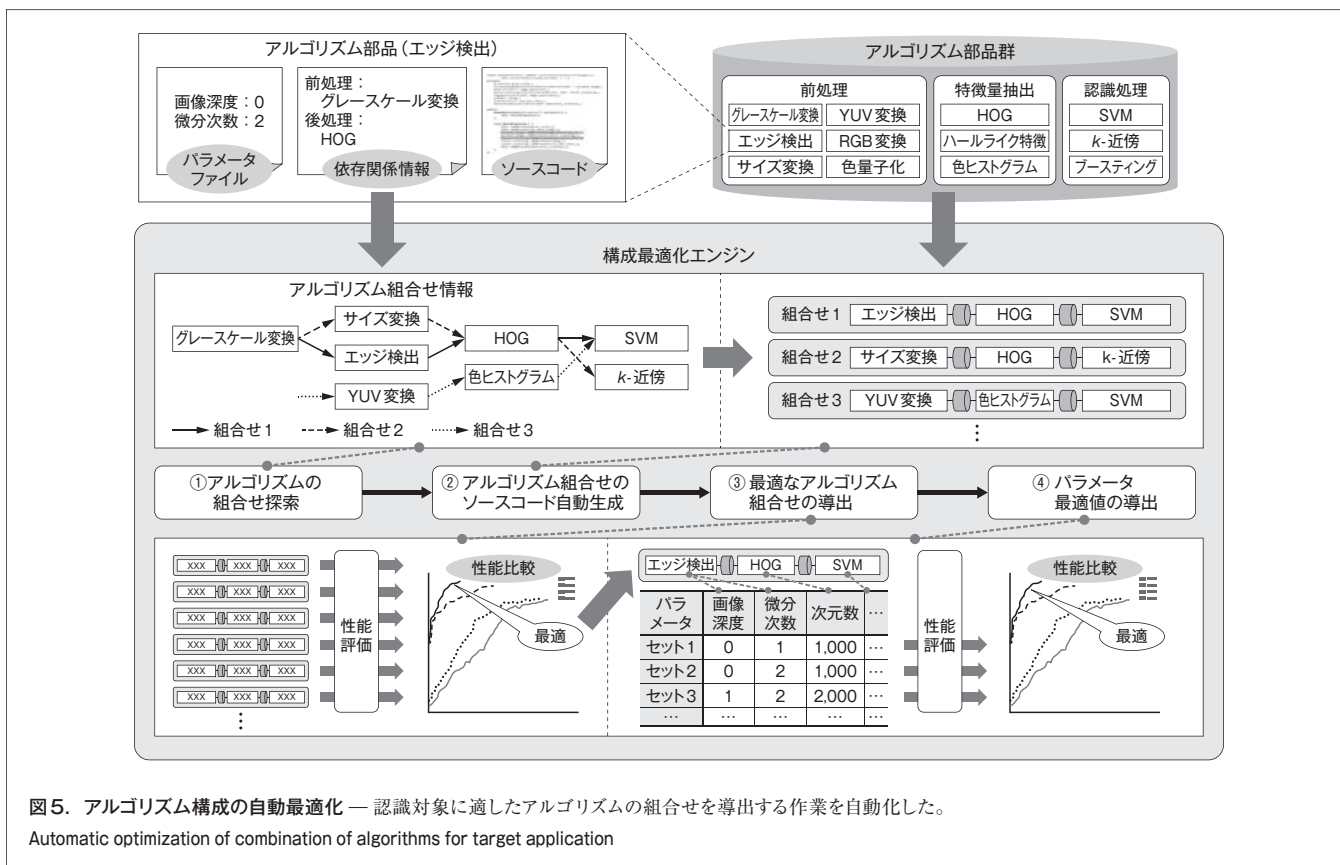 アルゴリズム部品（エッジ検出）
画像深度：0
微分次数：2
パラメータ
ファイル
前処理：
グレースケール変換
後処理：
HOG
依存関係情報
ソースコード
アルゴリズム部品群
前処理
グレースケール変換
YUV変換
エッジ検出
RGB変換
サイズ変換
色量子化
特徴量抽出
HOG
ハールライク特徴
色ヒストグラム
認識処理
SVM
k-近傍
ブースティング
構成最適化エンジン
アルゴリズム組合せ情報
グレースケール変換
サイズ変換
エッジ検出
YUV変換
HOG
色ヒストグラム
SVM
k-近傍
組合せ1
組合せ2
組合せ3
組合せ1 エッジ検出 HOG SVM
組合せ2 サイズ変換 HOG k-近傍
組合せ3 YUV変換 色ヒストグラム SVM
⋮
①アルゴリズムの
組合せ探索
② アルゴリズム組合せの
ソースコード自動生成
③ 最適なアルゴリズム
組合せの導出
④ パラメータ
最適値の導出
xxx xxx xxx
xxx xxx xxx
xxx xxx xxx
xxx xxx xxx
xxx xxx xxx
xxx xxx xxx
⋮
性能
評価
性能比較
最適
エッジ検出 HOG SVM
パラ
メータ
画像
深度
微分
次数
次元数
…
セット1 0 1 1,000 …
セット2 0 2 1,000 …
セット3 1 2 2,000 …
… … … … …
性能
評価
性能比較
最適
図5．アルゴリズム構成の自動最適化 — 認識対象に適したアルゴリズムの組合せを導出する作業を自動化した。
Automatic optimization of combination of algorithms for target application